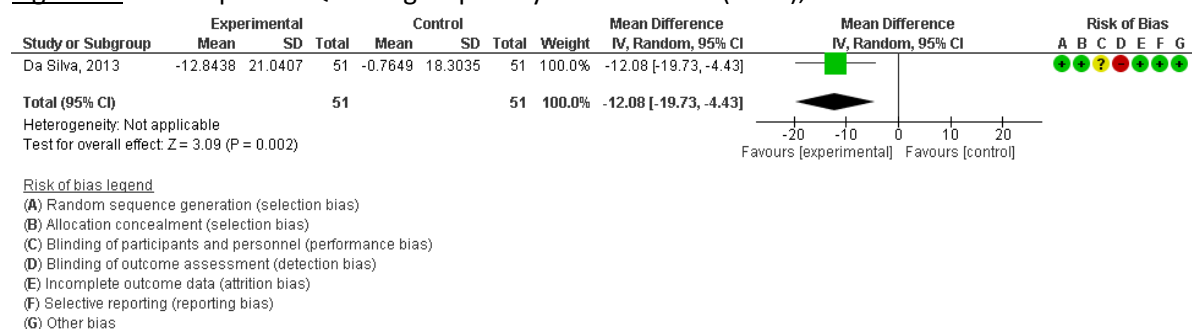 Experimental Control Mean Difference Mean Difference Risk of Bias
Study or Subgroup Mean SD Total Mean SD Total Weight IV, Random, 95% CI IV, Random, 95% CI A B C D E F G
Da Silva, 2013 -12.8438 21.0407 51 -0.7649 18.3035 51 100.0% -12.08 [-19.73, -4.43] + + ? - + + +
Total (95% CI) 51 51 100.0% -12.08 [-19.73, -4.43]
Heterogeneity: Not applicable
Test for overall effect: Z = 3.09 (P = 0.002)
-20 -10 0 10 20
Favours [experimental] Favours [control]
Risk of bias legend
(A) Random sequence generation (selection bias)
(B) Allocation concealment (selection bias)
(C) Blinding of participants and personnel (performance bias)
(D) Blinding of outcome assessment (detection bias)
(E) Incomplete outcome data (attrition bias)
(F) Selective reporting (reporting bias)
(G) Other bias